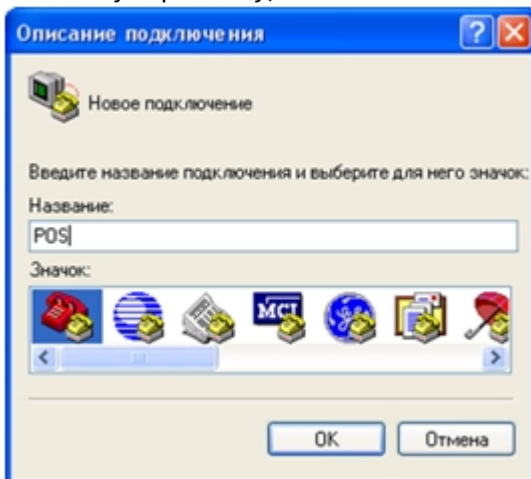 Описание подключения
Новое подключение
Введите название подключения и выберите для него значок:
Название:
POS
Значок:
MCI
OK
Отмена